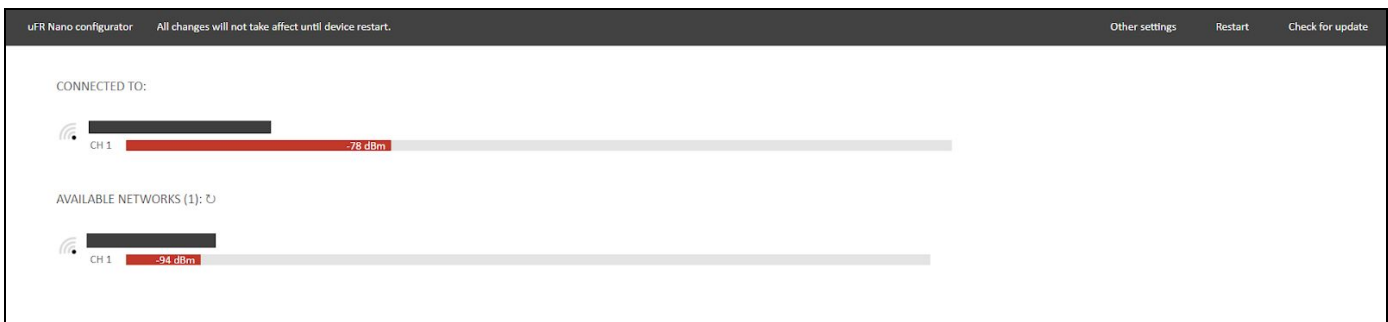 uFR Nano configurator All changes will not take affect until device restart. Other settings Restart Check for update
CONNECTED TO:
CH 1 -78 dBm
AVAILABLE NETWORKS (1): ↻
CH 1 -94 dBm